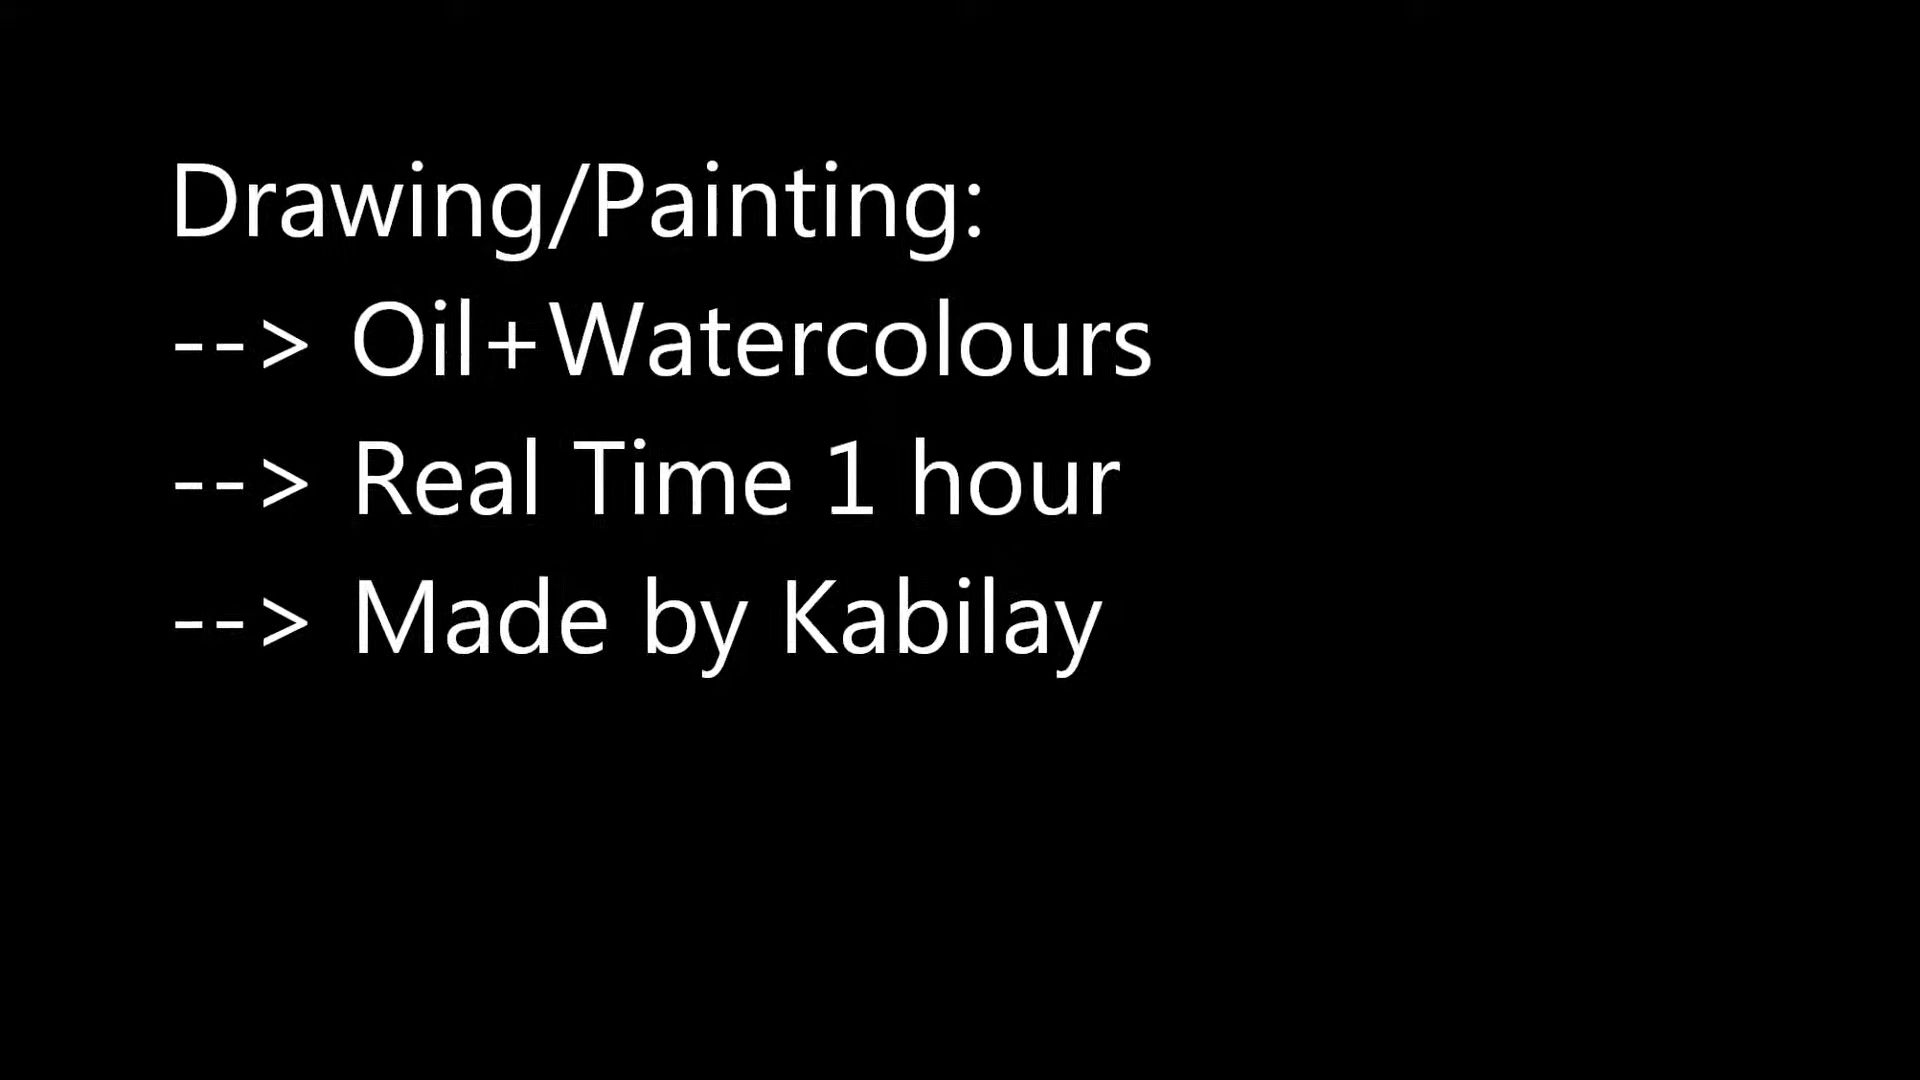 Drawing/Painting:
--> Oil+Watercolours
--> Real Time 1 hour
--> Made by Kabilay